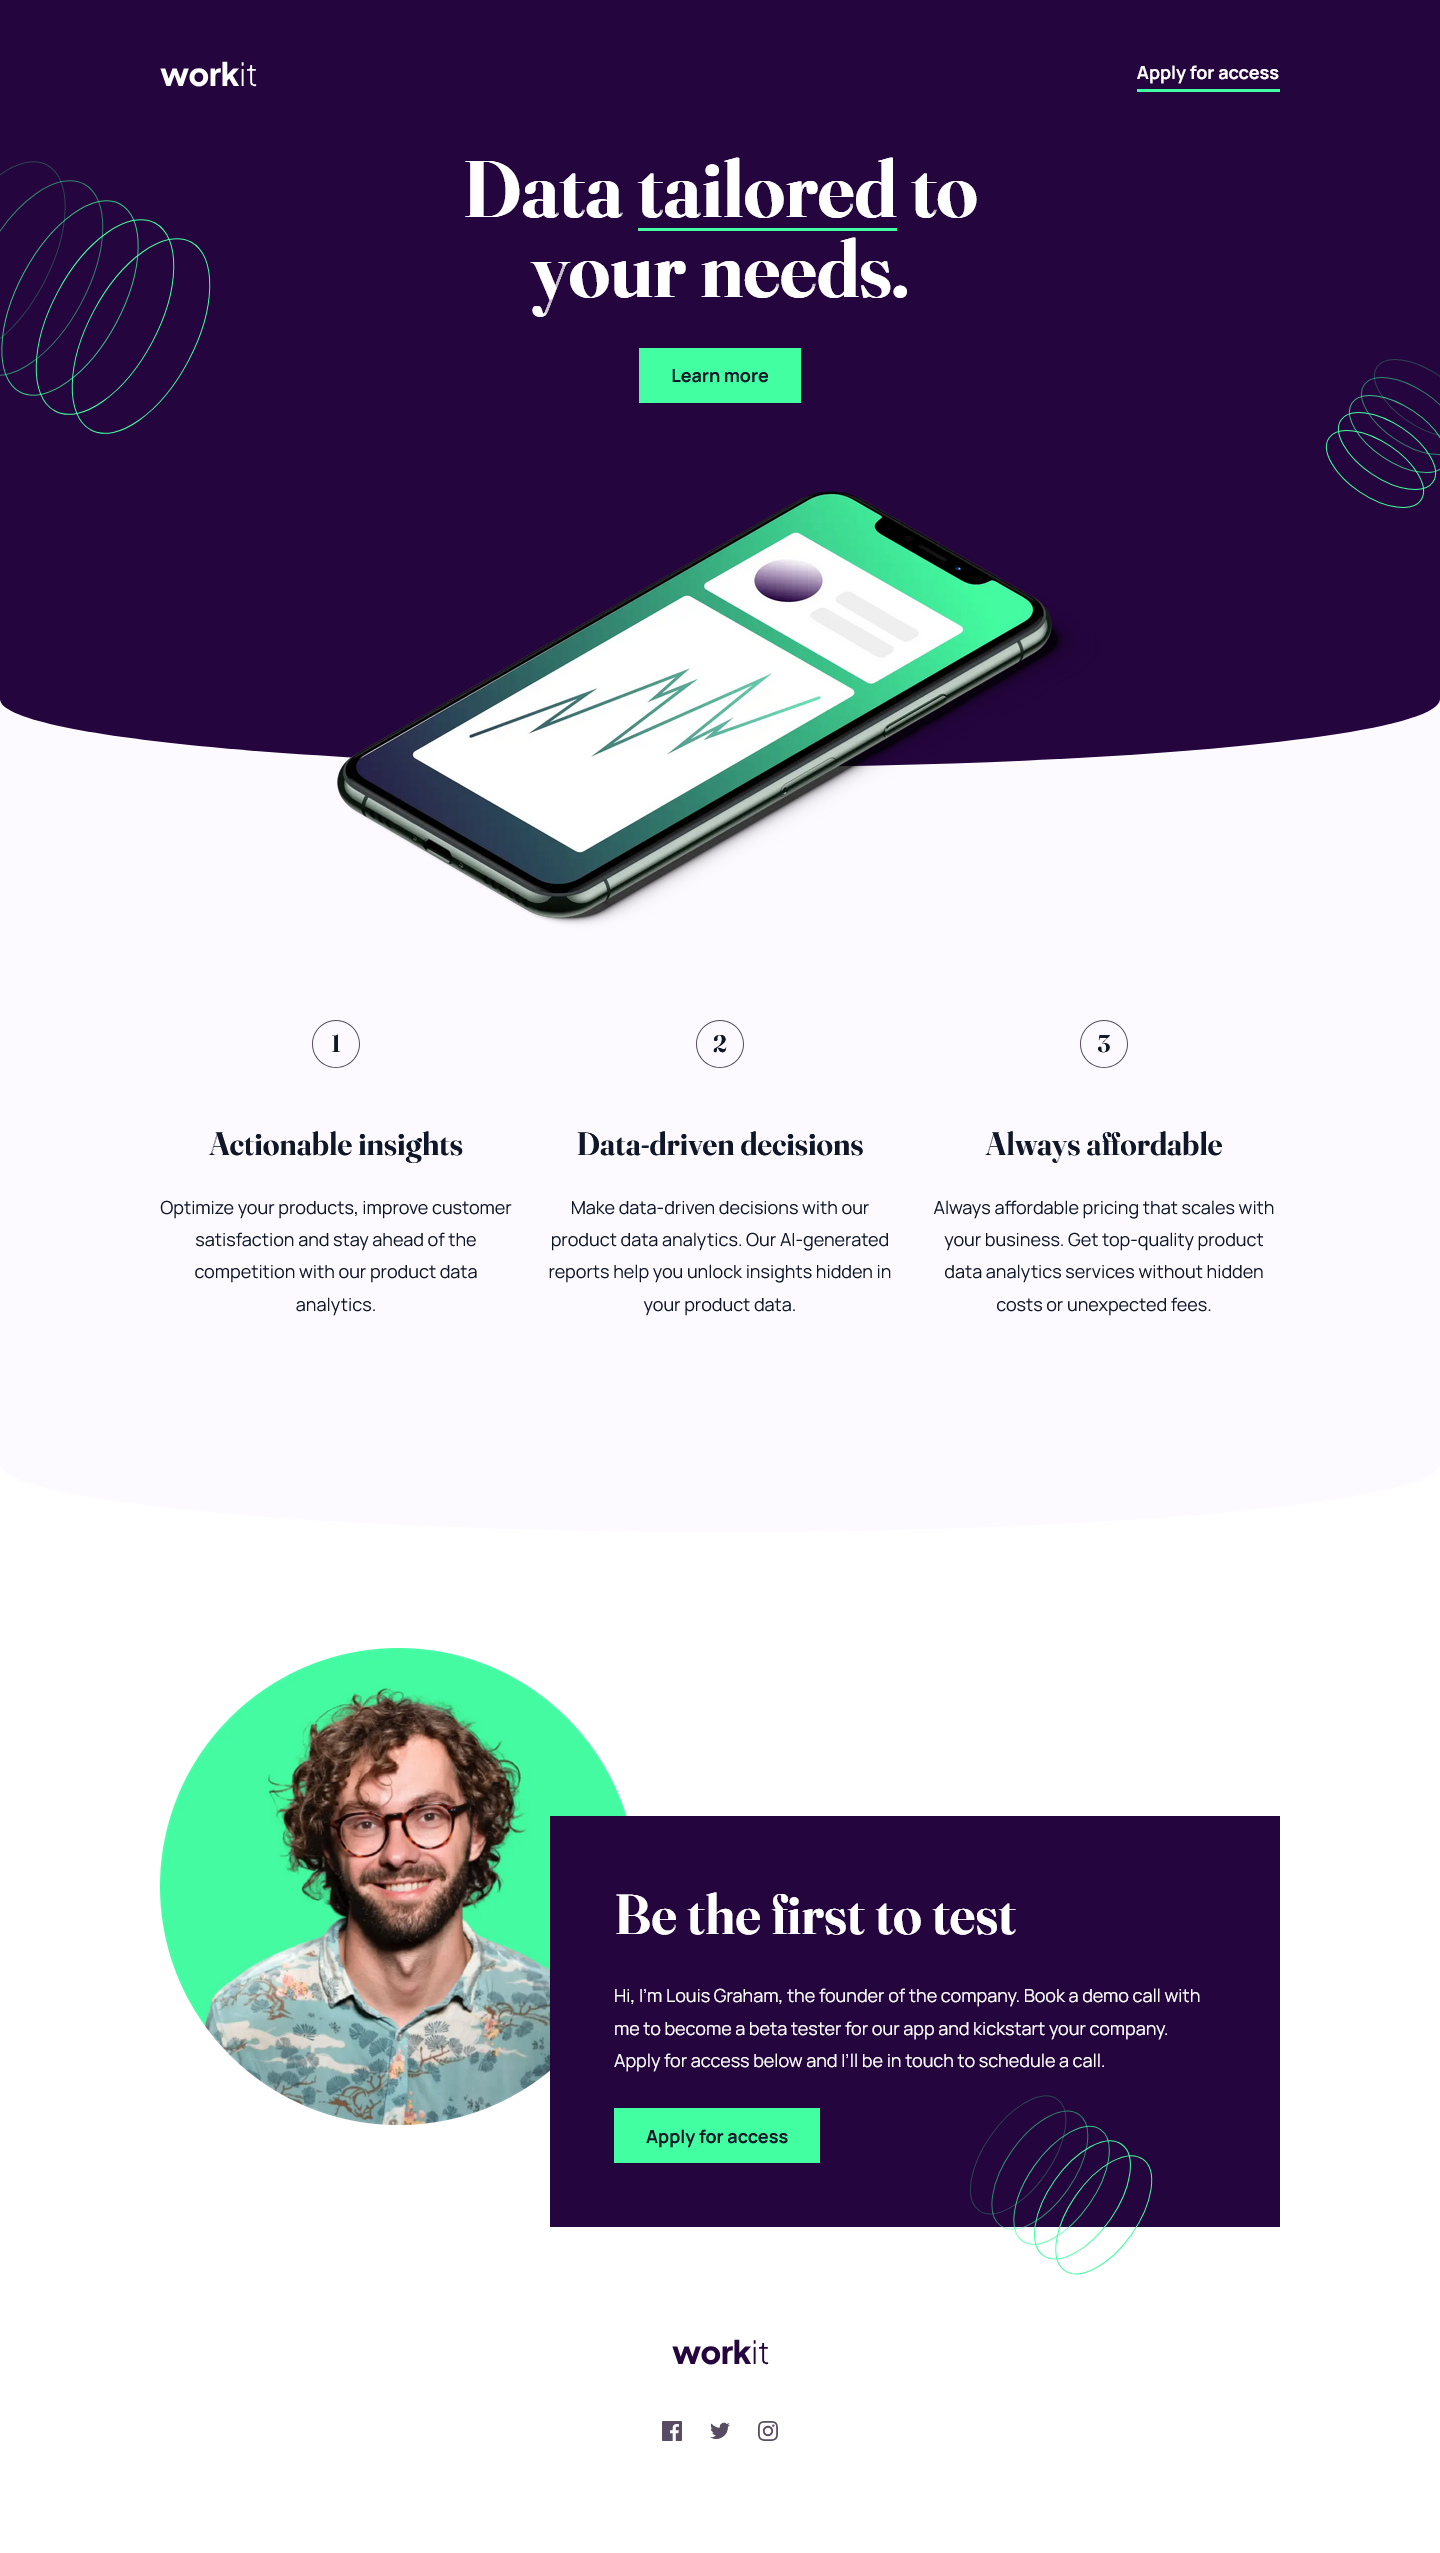 workit
Apply for access
Data tailored to
your needs.
Learn more
1
2
3
Actionable insights
Data-driven decisions
Always affordable
Optimize your products, improve customer
satisfaction and stay ahead of the
competition with our product data
analytics.
Make data-driven decisions with our
product data analytics. Our AI-generated
reports help you unlock insights hidden in
your product data.
Always affordable pricing that scales with
your business. Get top-quality product
data analytics services without hidden
costs or unexpected fees.
Be the first to test
Hi, I'm Louis Graham, the founder of the company. Book a demo call with
me to become a beta tester for our app and kickstart your company.
Apply for access below and I'll be in touch to schedule a call.
Apply for access
workit